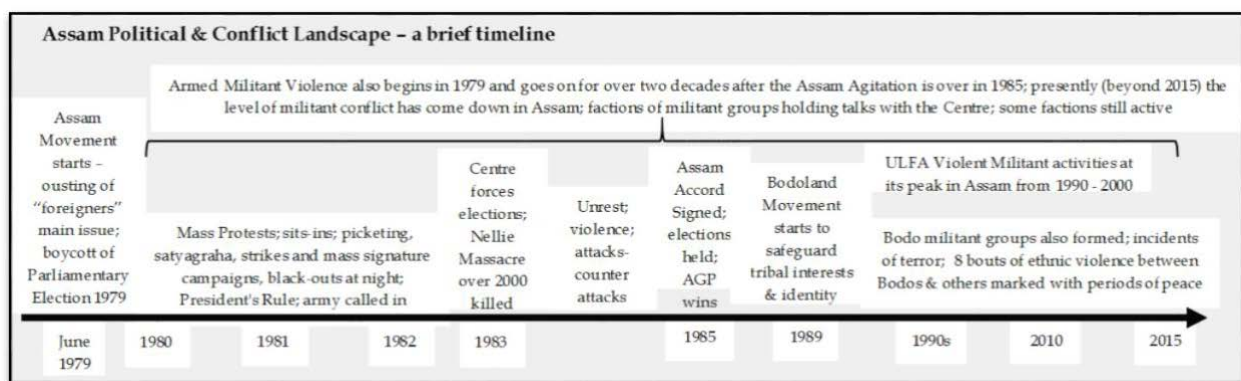 Assam Political & Conflict Landscape – a brief timeline
Armed Militant Violence also begins in 1979 and goes on for over two decades after the Assam Agitation is over in 1985; presently (beyond 2015) the
level of militant conflict has come down in Assam; factions of militant groups holding talks with the Centre; some factions still active
Assam
Movement
starts –
ousting of
"foreigners"
main issue;
boycott of
Parliamentary
Election 1979
Mass Protests; sits-ins; picketing,
satyagraha, strikes and mass signature
campaigns, black-outs at night;
President's Rule; army called in
Centre
forces
elections;
Nellie
Massacre
over 2000
killed
Unrest;
violence;
attacks-
counter
attacks
Assam
Accord
Signed;
elections
held;
AGP
wins
Bodoland
Movement
starts to
safeguard
tribal interests
& identity
ULFA Violent Militant activities at
its peak in Assam from 1990 - 2000
Bodo militant groups also formed; incidents
of terror; 8 bouts of ethnic violence between
Bodos & others marked with periods of peace
June
1979
1980
1981
1982
1983
1985
1989
1990s
2010
2015